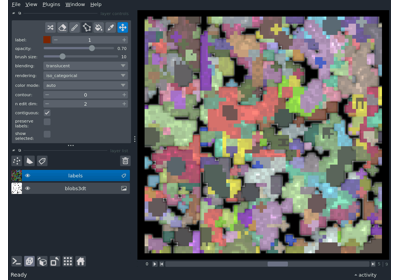 File View Plugins Window Help
label: 1
opacity: 0.70
brush size: 10
blending: translucent
rendering: iso_categorical
color mode: auto
contour: 0
n edit dim: 2
contiguous:
preserve
labels:
show
selected:
labels
blobs3dt
Ready
activity